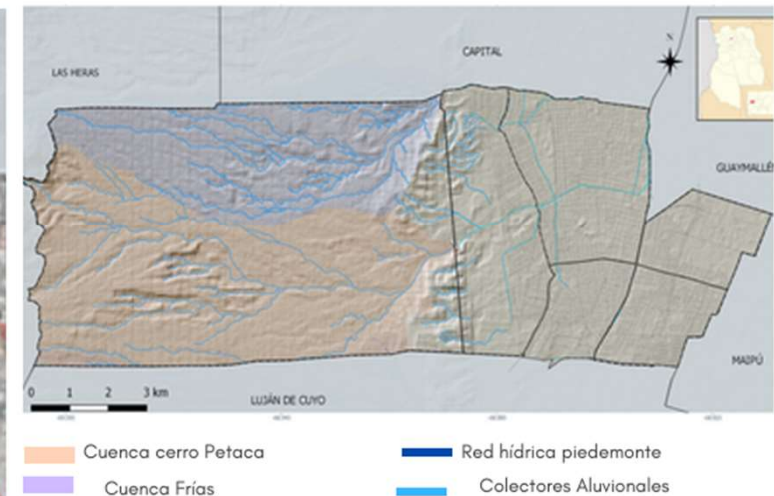 CAPITAL
N
LAS HERAS
GUAYMALLÉ
MAIPÚ
0 1 2 3 km
LUJÁN DE CUYO
Cuenca cerro Petaca
Red hídrica piedemonte
Cuenca Frías
Colectores Aluvionales